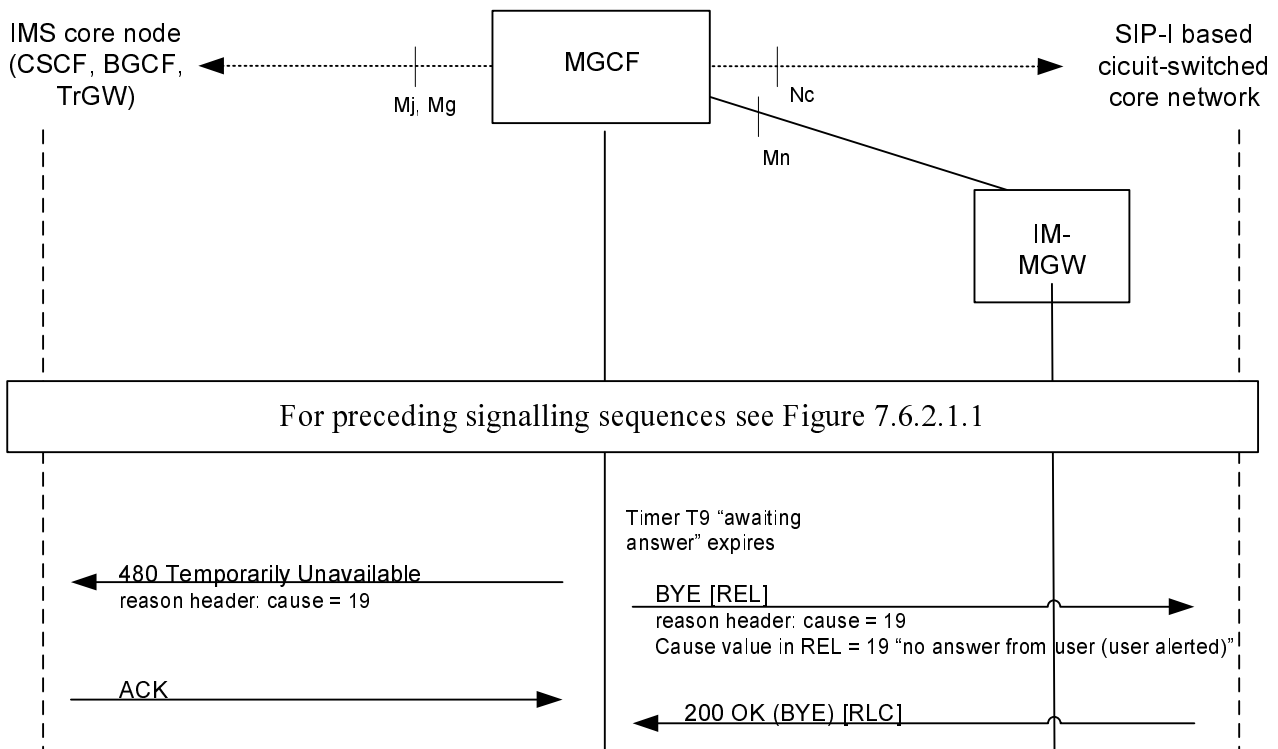 IMS core node
(CSCF, BGCF,
TrGW)
MGCF
SIP-I based
cicuit-switched
core network
Mj, Mg
Nc
Mn
IM-
MGW
For preceding signalling sequences see Figure 7.6.2.1.1
Timer T9 “awaiting
answer” expires
480 Temporarily Unavailable
reason header: cause = 19
BYE [REL]
reason header: cause = 19
Cause value in REL = 19 “no answer from user (user alerted)”
ACK
200 OK (BYE) [RLC]